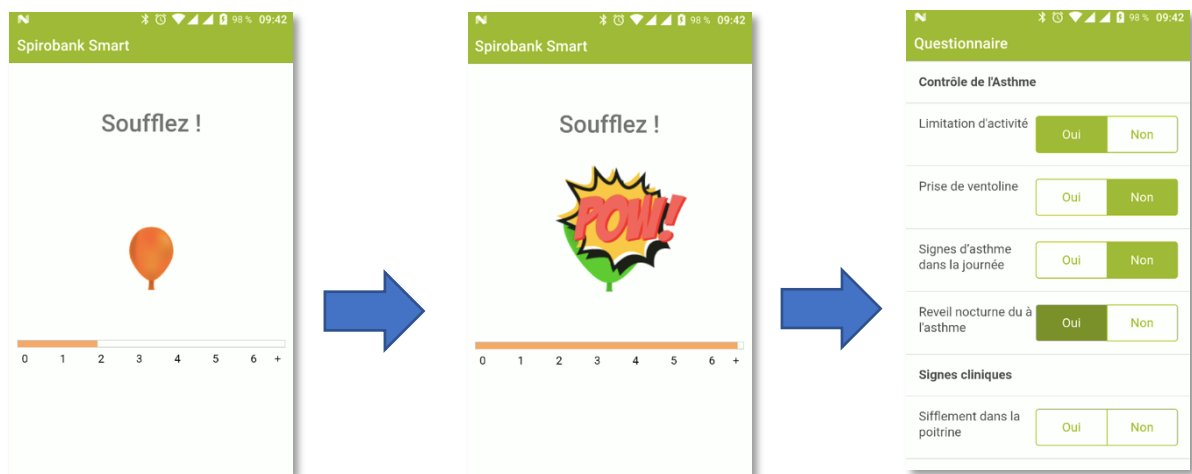 98 % 09:42
Spirobank Smart
Soufflez !
0 1 2 3 4 5 6 +
98 % 09:42
Spirobank Smart
Soufflez !
POW!
0 1 2 3 4 5 6 +
98 % 09:42
Questionnaire
Contrôle de l'Asthme
Limitation d'activité
Oui Non
Prise de ventoline
Oui Non
Signes d'asthme
dans la journée
Oui Non
Reveil nocturne du à
l'asthme
Oui Non
Signes cliniques
Sifflement dans la
poitrine
Oui Non